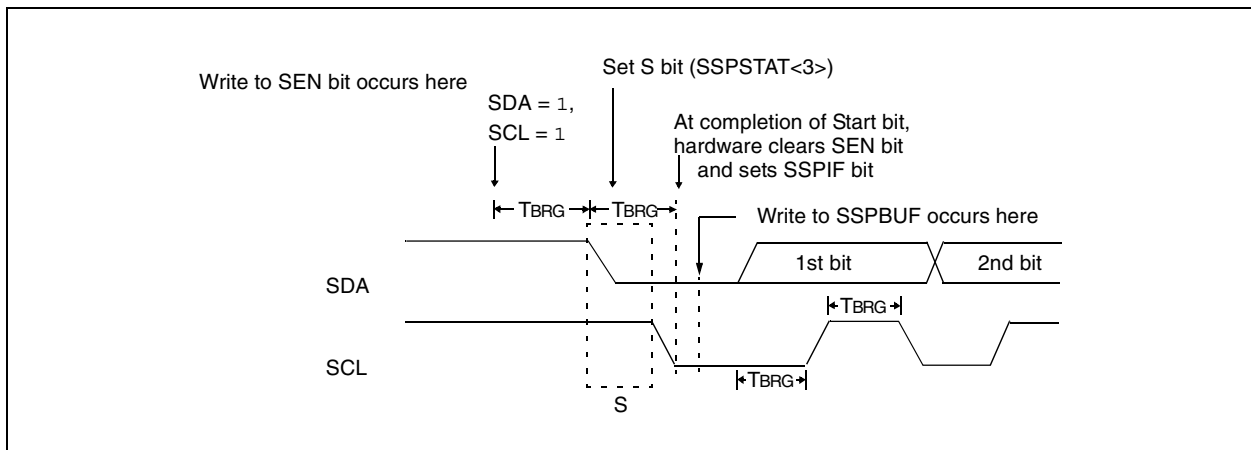 Write to SEN bit occurs here
Set S bit (SSPSTAT<3>)
SDA = 1,
SCL = 1
At completion of Start bit,
hardware clears SEN bit
and sets SSPIF bit
TBRG
TBRG
Write to SSPBUF occurs here
SDA
1st bit
2nd bit
TBRG
SCL
TBRG
S